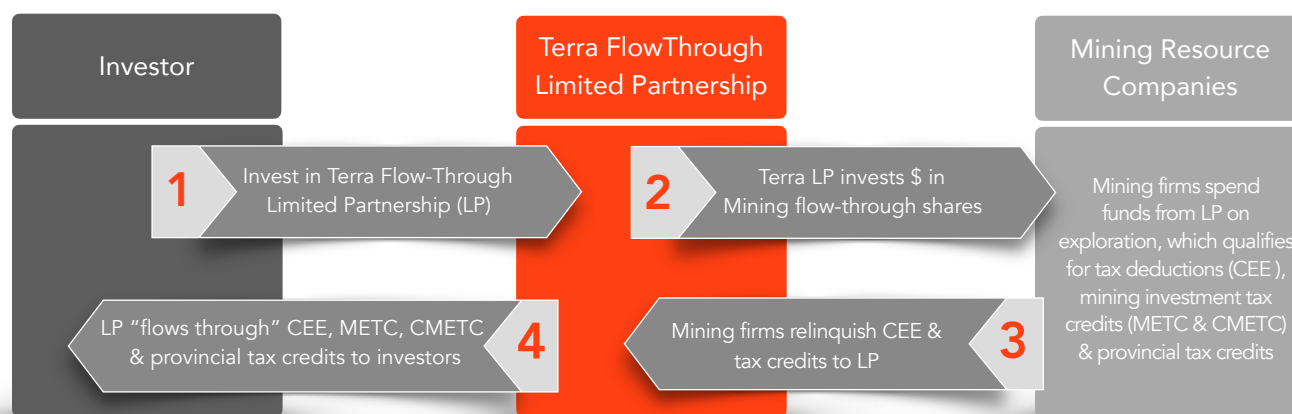 Investor
Terra FlowThrough
Limited Partnership
Mining Resource
Companies
1
Invest in Terra Flow-Through
Limited Partnership (LP)
2
Terra LP invests $ in
Mining flow-through shares
Mining firms spend
funds from LP on
exploration, which qualifies
for tax deductions (CEE ),
mining investment tax
credits (METC & CMETC)
& provincial tax credits
3
Mining firms relinquish CEE &
tax credits to LP
4
LP “flows through” CEE, METC, CMETC
& provincial tax credits to investors